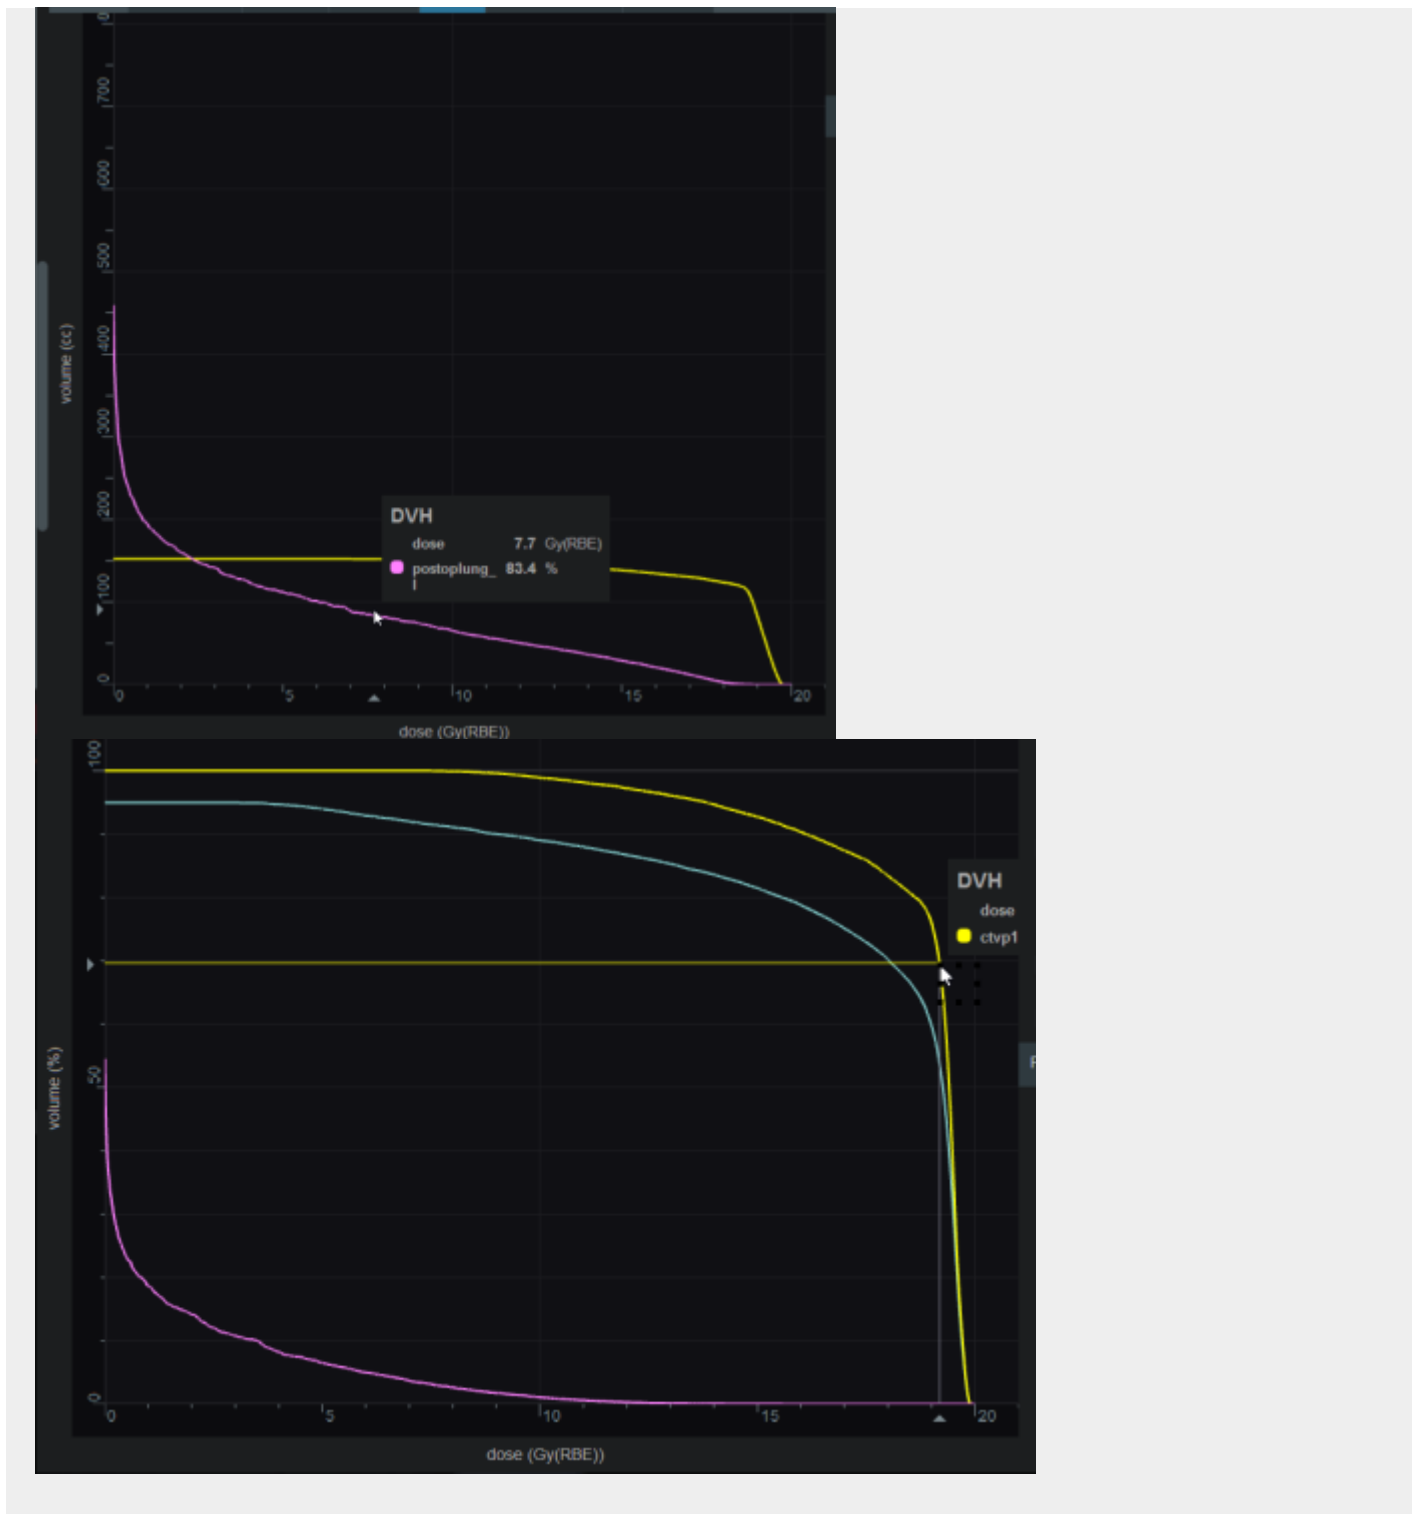 700
600
500
400
300
200
100
0
volume (cc)
DVH
dose 7.7 Gy(RBE)
postoplung_ 83.4 %
l
0 5 10 15 20
dose (Gy(RBE))
100
50
0
volume (%)
DVH
dose
ctvp1
0 5 10 15 20
dose (Gy(RBE))